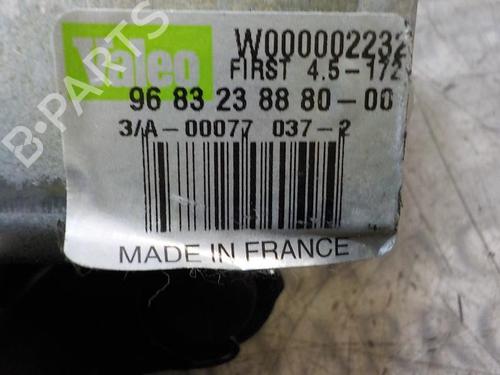 Valeo
W000002232
FIRST 4.5-172
96 83 23 88 80-00
3/A-00077 037-2
MADE IN FRANCE
B-PARTS